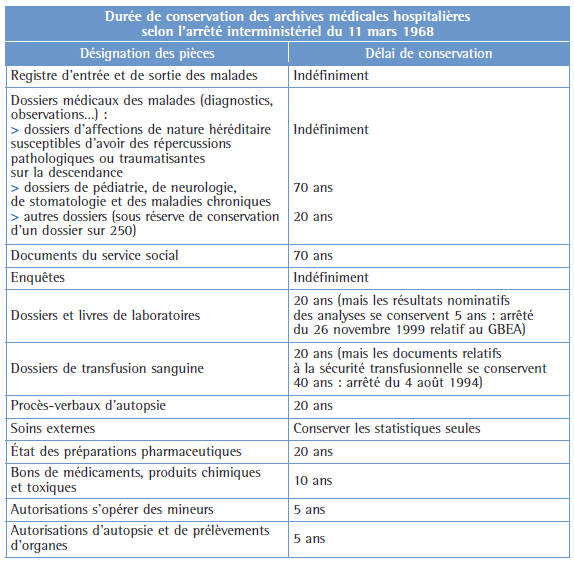 Durée de conservation des archives médicales hospitalières
selon l'arrêté interministériel du 11 mars 1968
Désignation des pièces
Délai de conservation
Registre d'entrée et de sortie des malades
Indéfiniment
Dossiers médicaux des malades (diagnostics,
observations...) :
> dossiers d'affections de nature héréditaire
Indéfiniment
susceptibles d'avoir des répercussions
pathologiques ou traumatisantes
sur la descendance
> dossiers de pédiatrie, de neurologie,
70 ans
de stomatologie et des maladies chroniques
> autres dossiers (sous réserve de conservation
20 ans
d'un dossier sur 250)
Documents du service social
70 ans
Enquêtes
Indéfiniment
Dossiers et livres de laboratoires
20 ans (mais les résultats nominatifs
des analyses se conservent 5 ans : arrêté
du 26 novembre 1999 relatif au GBEA)
Dossiers de transfusion sanguine
20 ans (mais les documents relatifs
à la sécurité transfusionnelle se conservent
40 ans : arrêté du 4 août 1994)
Procès-verbaux d'autopsie
20 ans
Soins externes
Conserver les statistiques seules
État des préparations pharmaceutiques
20 ans
Bons de médicaments, produits chimiques
et toxiques
10 ans
Autorisations s'opérer des mineurs
5 ans
Autorisations d'autopsie et de prélèvements
d'organes
5 ans